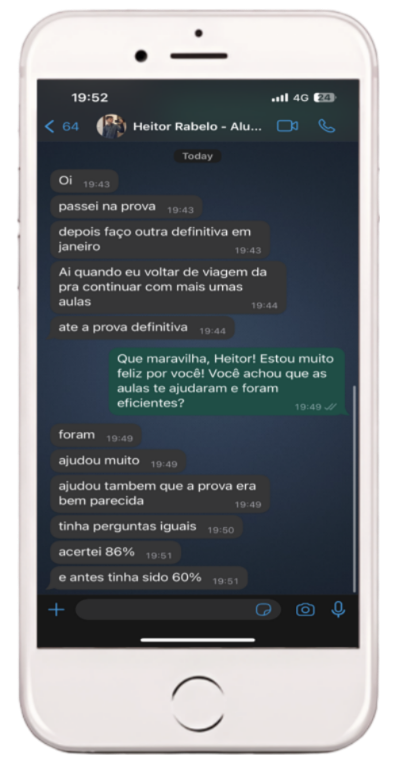 19:52
4G 24
64 Heitor Rabelo - Alu...
Today
Oi 19:43
passei na prova 19:43
depois faço outra definitiva em
janeiro 19:43
Ai quando eu voltar de viagem da
pra continuar com mais umas
aulas 19:44
ate a prova definitiva 19:44
Que maravilha, Heitor! Estou muito
feliz por você! Você achou que as
aulas te ajudaram e foram
eficientes? 19:49
foram 19:49
ajudou muito 19:49
ajudou tambem que a prova era
bem parecida 19:49
tinha perguntas iguais 19:50
acertei 86% 19:51
e antes tinha sido 60% 19:51